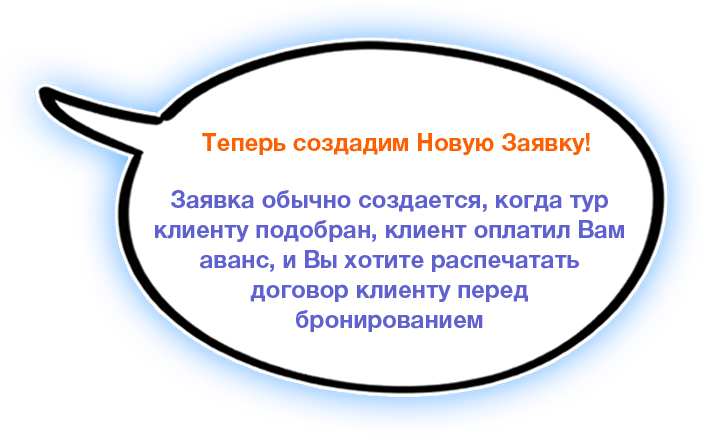 Теперь создадим Новую Заявку!
Заявка обычно создается, когда тур
клиенту подобран, клиент оплатил Вам
аванс, и Вы хотите распечатать
договор клиенту перед
бронированием